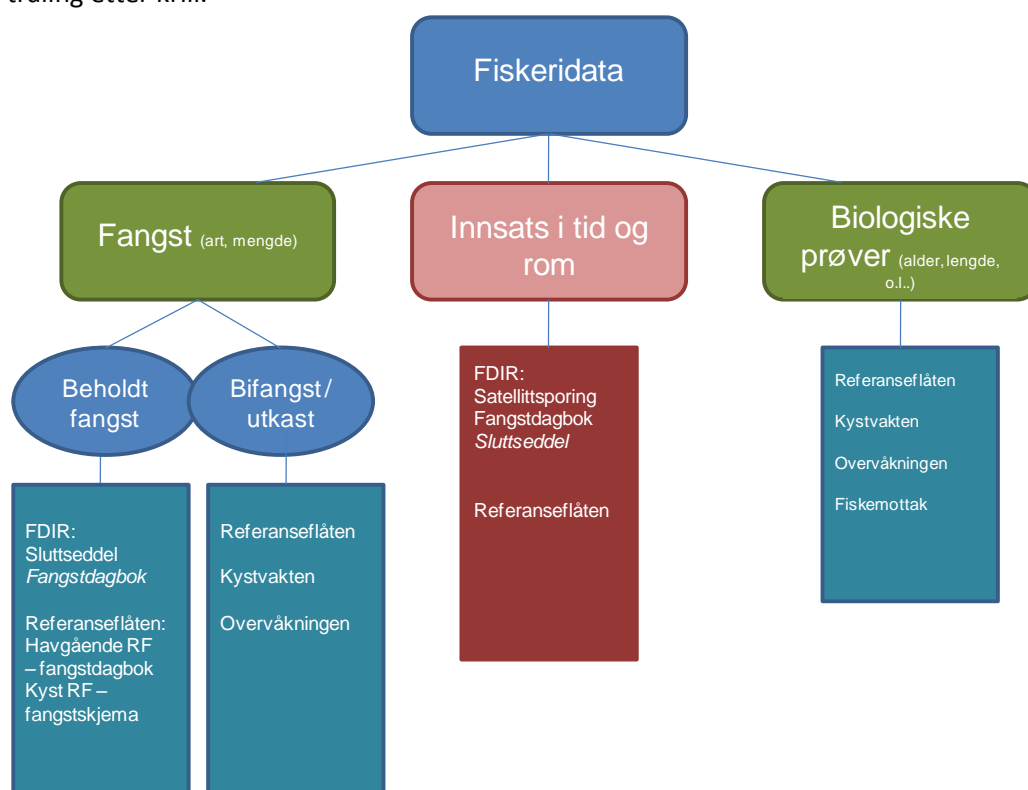 Fiskeridata
Fangst (art, mengde)
Innsats i tid og
rom
Biologiske
prøver (alder, lengde,
o.l..)
Beholdt
fangst
Bifangst/
utkast
FDIR:
Sluttseddel
Fangstdagbok
Referanseflåten:
Havgående RF
– fangstdagbok
Kyst RF –
fangstskjema
Referanseflåten
Kystvakten
Overvåkningen
FDIR:
Satellittsporing
Fangstdagbok
Sluttseddel
Referanseflåten
Referanseflåten
Kystvakten
Overvåkningen
Fiskemottak